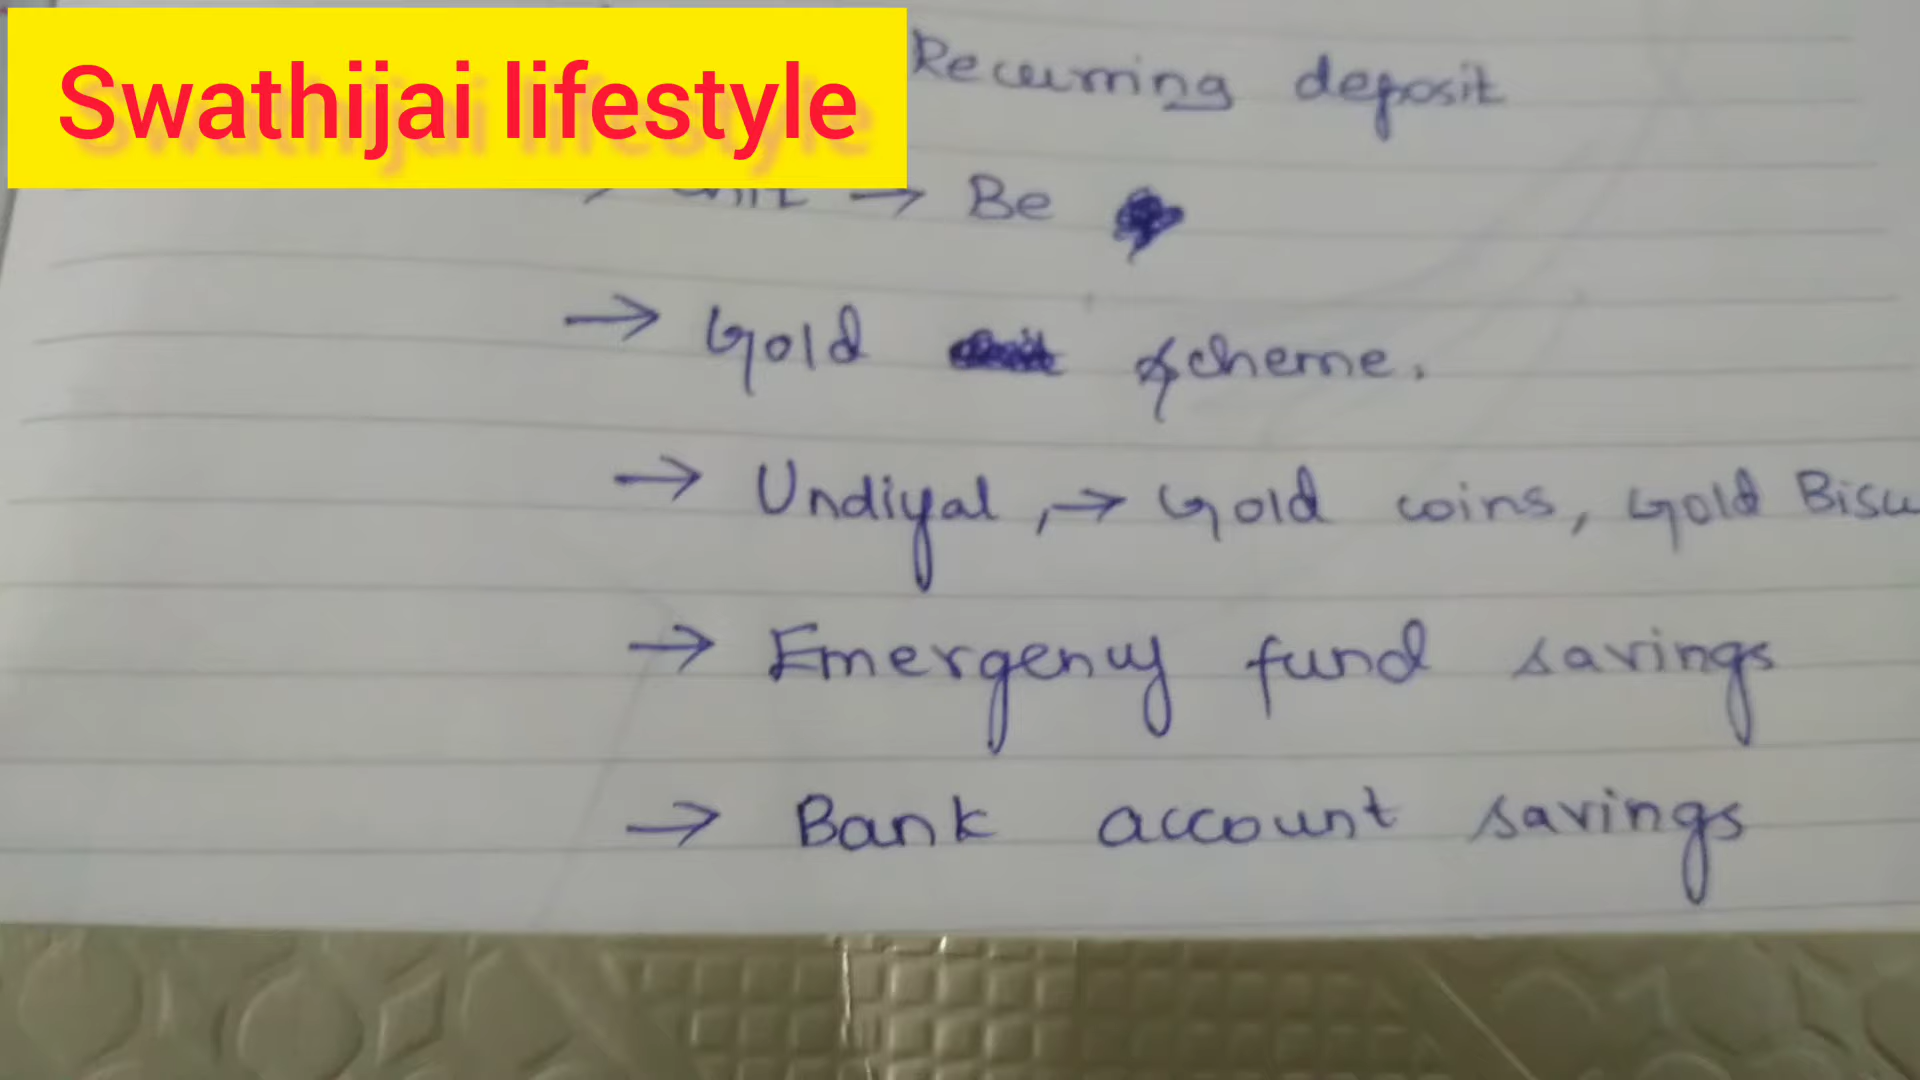 Swathijai lifestyle
Recurring deposit
→ Be
→ Gold scheme.
→ Undiyal, → Gold coins, Gold
→ Emergency fund savings
→ Bank account savings